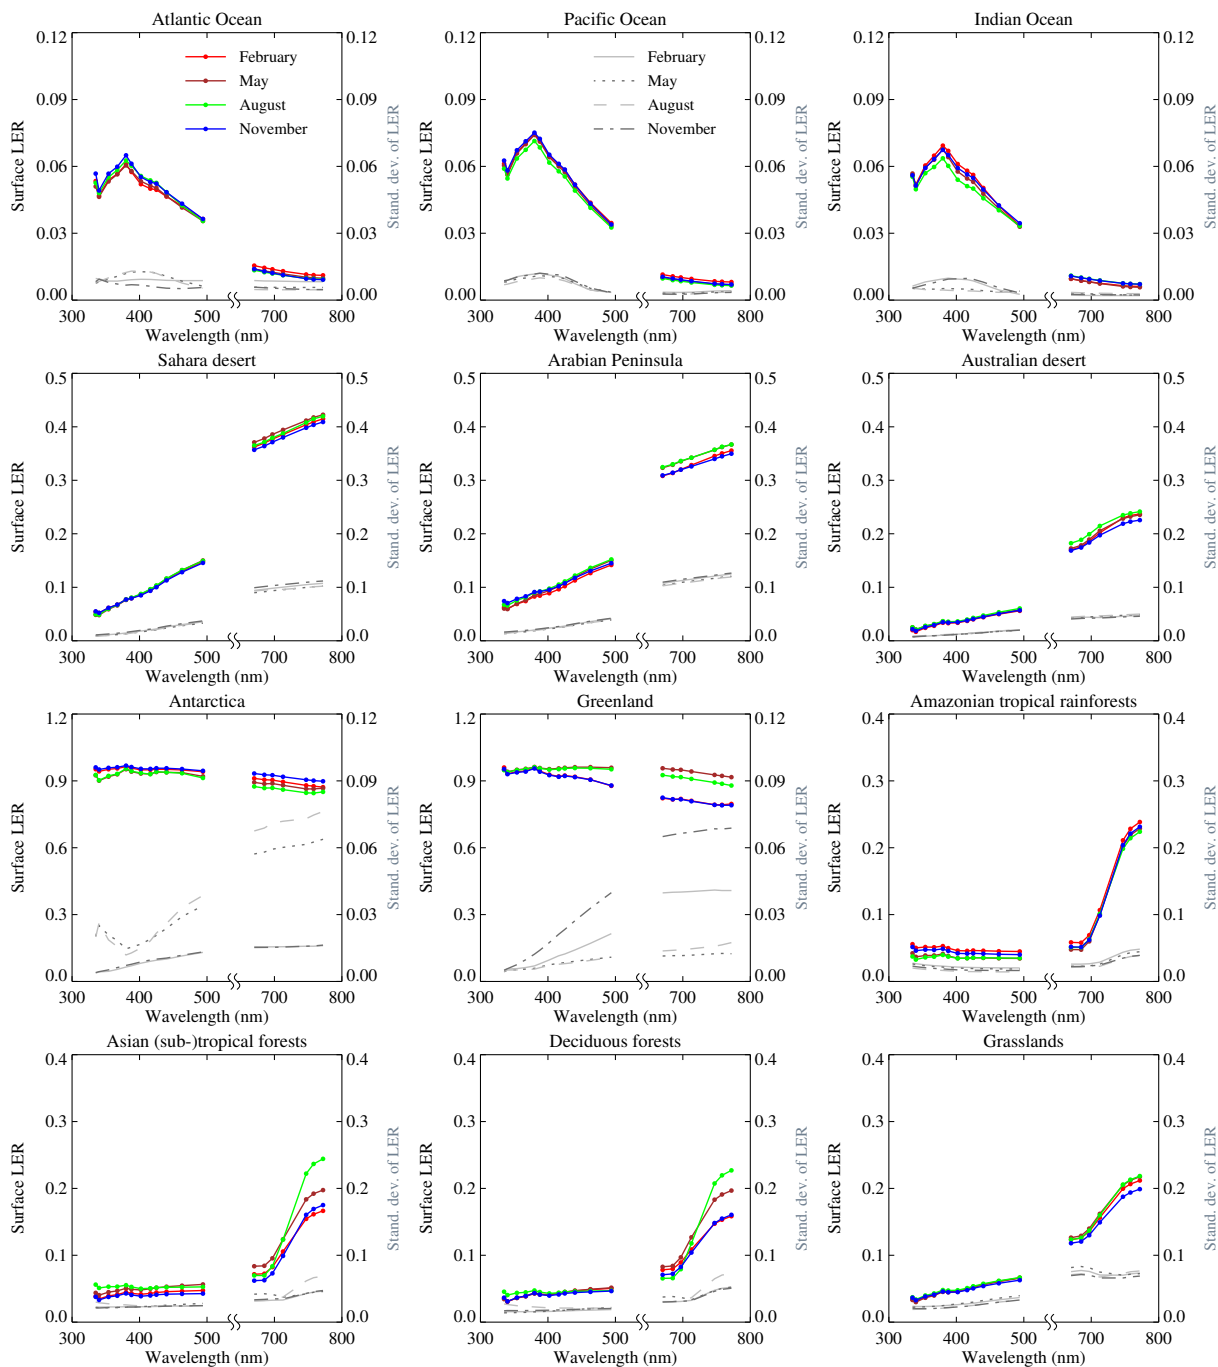 Atlantic Ocean
Pacific Ocean
Indian Ocean
0.12
0.09
0.06
0.03
0.00
0.12
0.09
0.06
0.03
0.00
Surface LER
Stand. dev. of LER
February
May
August
November
300 400 500 700 800
Wavelength (nm)
0.12
0.09
0.06
0.03
0.00
0.12
0.09
0.06
0.03
0.00
Surface LER
Stand. dev. of LER
February
May
August
November
300 400 500 700 800
Wavelength (nm)
0.12
0.09
0.06
0.03
0.00
0.12
0.09
0.06
0.03
0.00
Surface LER
Stand. dev. of LER
300 400 500 700 800
Wavelength (nm)
Sahara desert
Arabian Peninsula
Australian desert
0.5
0.4
0.3
0.2
0.1
0.0
0.5
0.4
0.3
0.2
0.1
0.0
Surface LER
Stand. dev. of LER
300 400 500 700 800
Wavelength (nm)
0.5
0.4
0.3
0.2
0.1
0.0
0.5
0.4
0.3
0.2
0.1
0.0
Surface LER
Stand. dev. of LER
300 400 500 700 800
Wavelength (nm)
0.5
0.4
0.3
0.2
0.1
0.0
0.5
0.4
0.3
0.2
0.1
0.0
Surface LER
Stand. dev. of LER
300 400 500 700 800
Wavelength (nm)
Antarctica
Greenland
Amazonian tropical rainforests
1.2
0.9
0.6
0.3
0.0
0.12
0.09
0.06
0.03
0.00
Surface LER
Stand. dev. of LER
300 400 500 700 800
Wavelength (nm)
1.2
0.9
0.6
0.3
0.0
0.12
0.09
0.06
0.03
0.00
Surface LER
Stand. dev. of LER
300 400 500 700 800
Wavelength (nm)
0.4
0.3
0.2
0.1
0.0
0.4
0.3
0.2
0.1
0.0
Surface LER
Stand. dev. of LER
300 400 500 700 800
Wavelength (nm)
Asian (sub-)tropical forests
Deciduous forests
Grasslands
0.4
0.3
0.2
0.1
0.0
0.4
0.3
0.2
0.1
0.0
Surface LER
Stand. dev. of LER
300 400 500 700 800
Wavelength (nm)
0.4
0.3
0.2
0.1
0.0
0.4
0.3
0.2
0.1
0.0
Surface LER
Stand. dev. of LER
300 400 500 700 800
Wavelength (nm)
0.4
0.3
0.2
0.1
0.0
0.4
0.3
0.2
0.1
0.0
Surface LER
Stand. dev. of LER
300 400 500 700 800
Wavelength (nm)